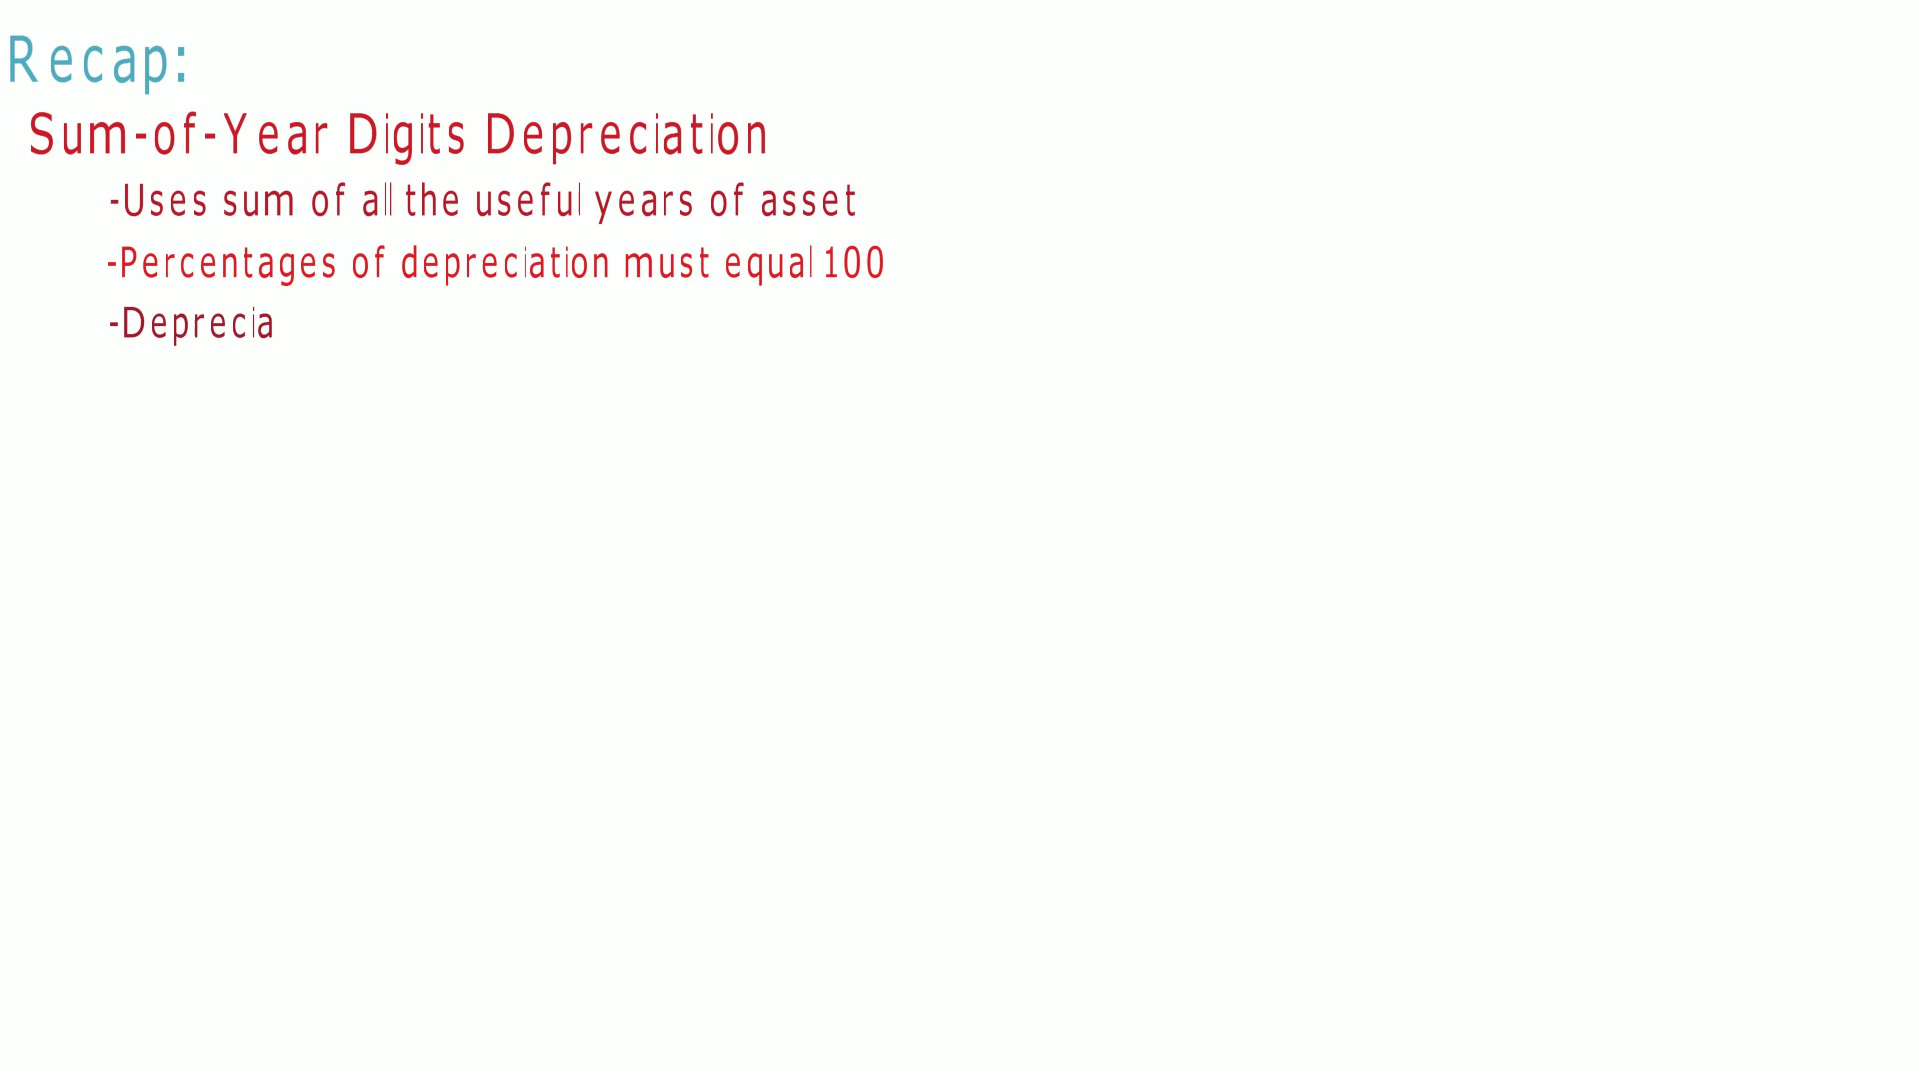 Recap:
Sum-of-Year Digits Depreciation
-Uses sum of all the useful years of asset
-Percentages of depreciation must equal 100
-Deprecia